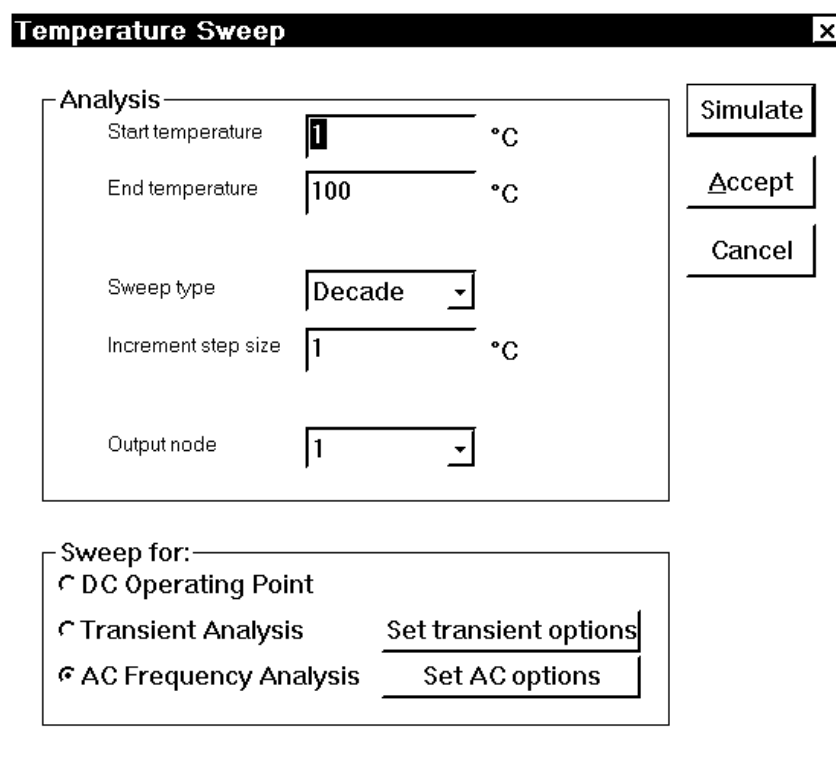 Temperature Sweep
Analysis
Start temperature 1 °C
End temperature 100 °C
Sweep type Decade
Increment step size 1 °C
Output node 1
Simulate
Accept
Cancel
Sweep for:
DC Operating Point
Transient Analysis Set transient options
AC Frequency Analysis Set AC options